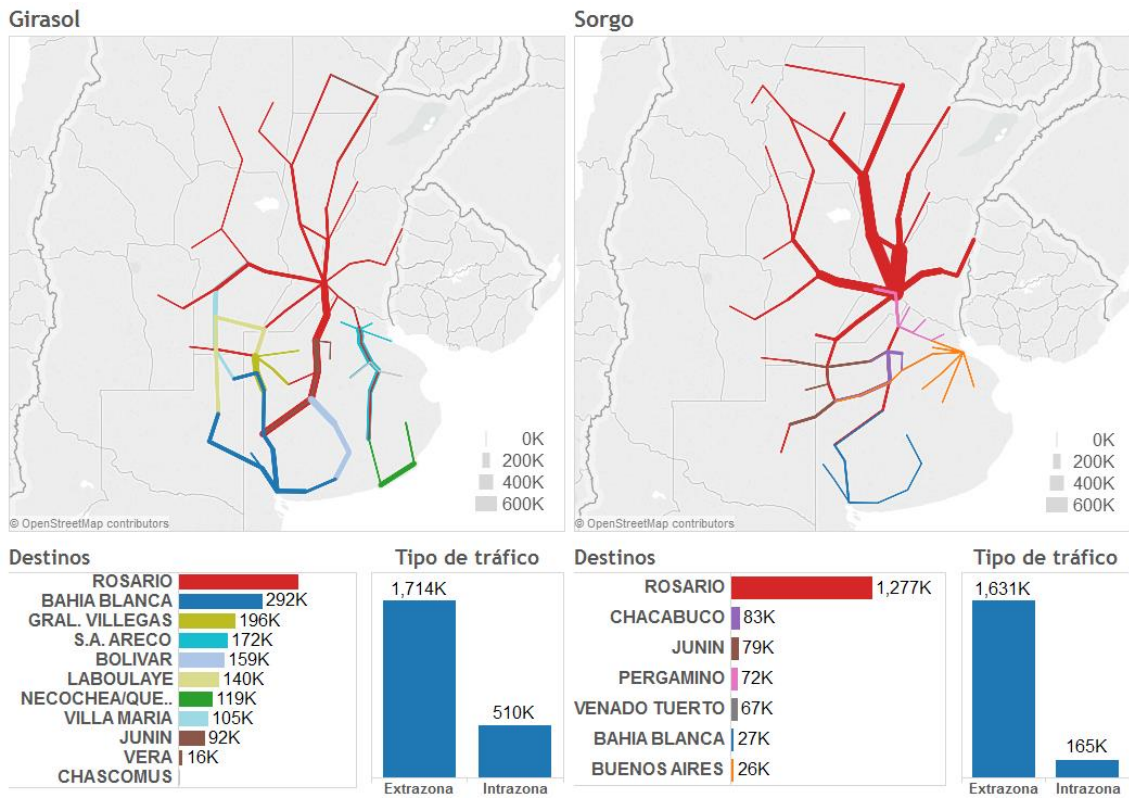 Girasol
0K
200K
400K
600K
© OpenStreetMap contributors
Destinos
ROSARIO
BAHIA BLANCA 292K
GRAL. VILLEGAS 196K
S.A. ARECO 172K
BOLIVAR 159K
LABOULAYE 140K
NECOCHEA/QUE.. 119K
VILLA MARIA 105K
JUNIN 92K
VERA 16K
CHASCOMUS
Tipo de tráfico
1,714K
510K
Extrazona Intrazona
Sorgo
0K
200K
400K
600K
© OpenStreetMap contributors
Destinos
ROSARIO 1,277K
CHACABUCO 83K
JUNIN 79K
PERGAMINO 72K
VENADO TUERTO 67K
BAHIA BLANCA 27K
BUENOS AIRES 26K
Tipo de tráfico
1,631K
165K
Extrazona Intrazona